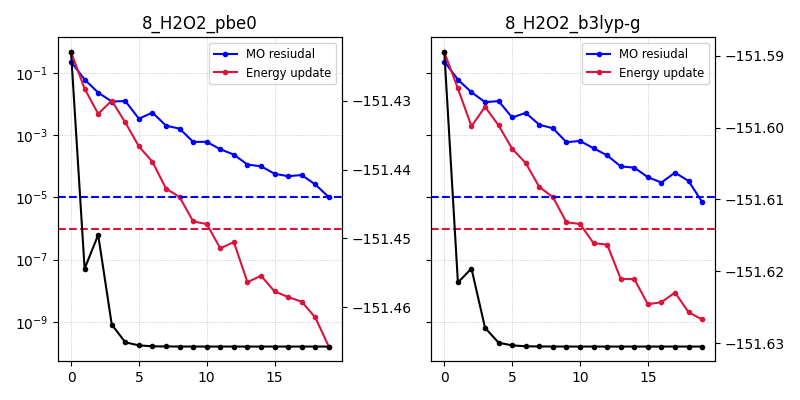 8_H2O2_pbe0
8_H2O2_b3lyp-g
MO resiudal
Energy update
MO resiudal
Energy update
10⁻¹
10⁻³
10⁻⁵
10⁻⁷
10⁻⁹
−151.43
−151.44
−151.45
−151.46
−151.59
−151.60
−151.61
−151.62
−151.63
0 5 10 15
0 5 10 15